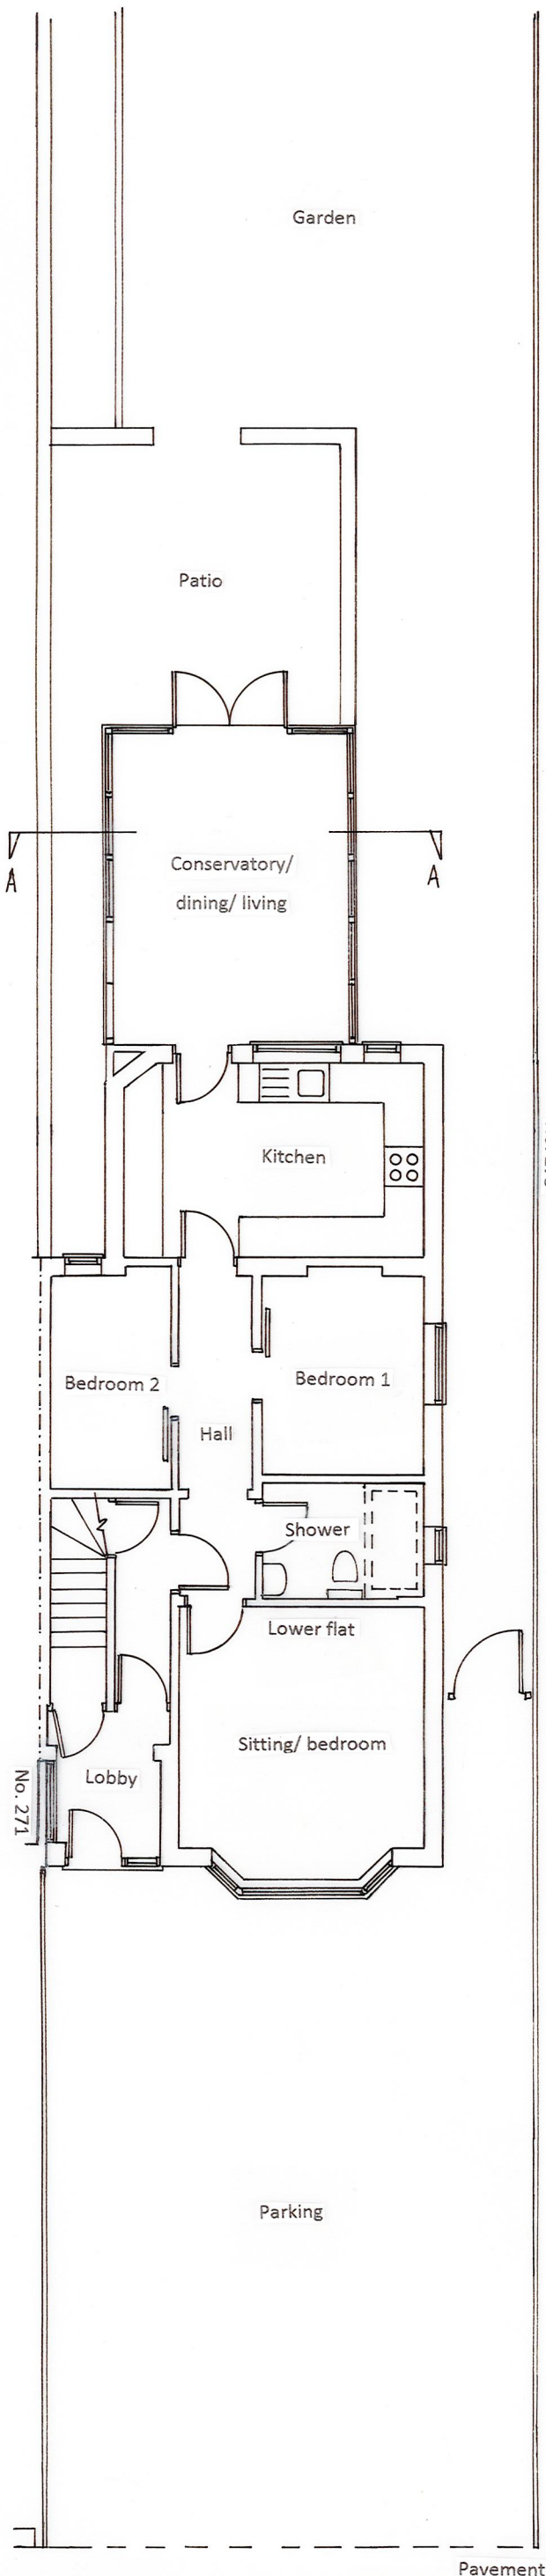 Garden
Patio
Conservatory/
dining/ living
A
A
Kitchen
Bedroom 2
Bedroom 1
Hall
Shower
Lower flat
Sitting/ bedroom
Lobby
No. 271
Parking
Pavement